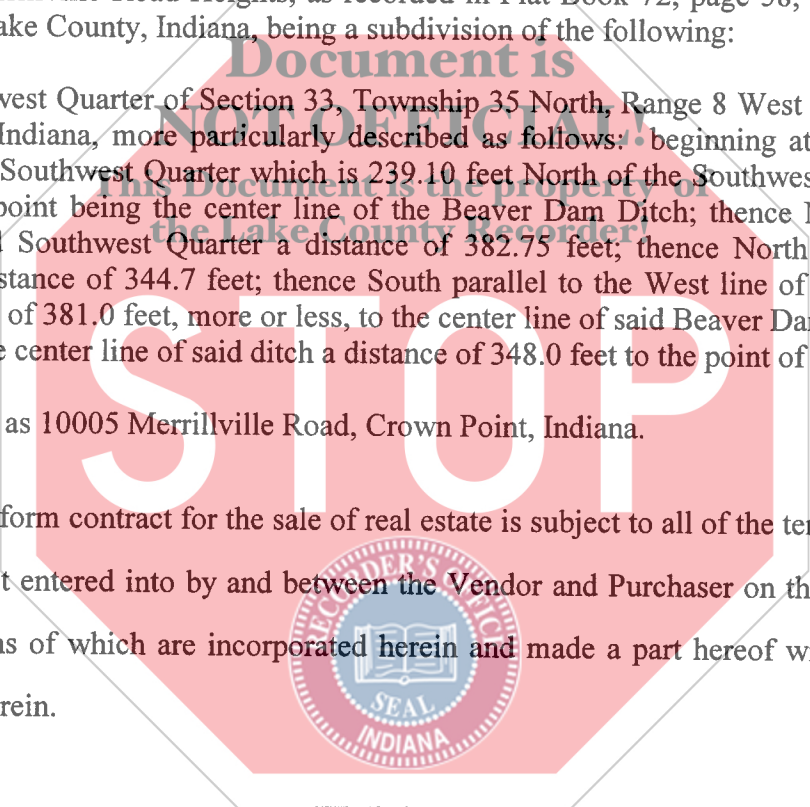 ake County, Indiana, being a subdivision of the following:
Document is
west Quarter of Section 33, Township 35 North, Range 8 West
NOT OFFICIAL!
Indiana, more particularly described as follows: beginning at
Southwest Quarter which is 239.10 feet North of the Southwes
This Document is the property of
point being the center line of the Beaver Dam Ditch; thence
the Lake County Recorder!
Southwest Quarter a distance of 382.75 feet; thence North
stance of 344.7 feet; thence South parallel to the West line of
of 381.0 feet, more or less, to the center line of said Beaver Da
e center line of said ditch a distance of 348.0 feet to the point of
STOP
as 10005 Merrillville Road, Crown Point, Indiana.
form contract for the sale of real estate is subject to all of the te
t entered into by and between the Vendor and Purchaser on th
RECORDER'S OFFICE
ns of which are incorporated herein and made a part hereof w
rein.
SEAL
INDIANA